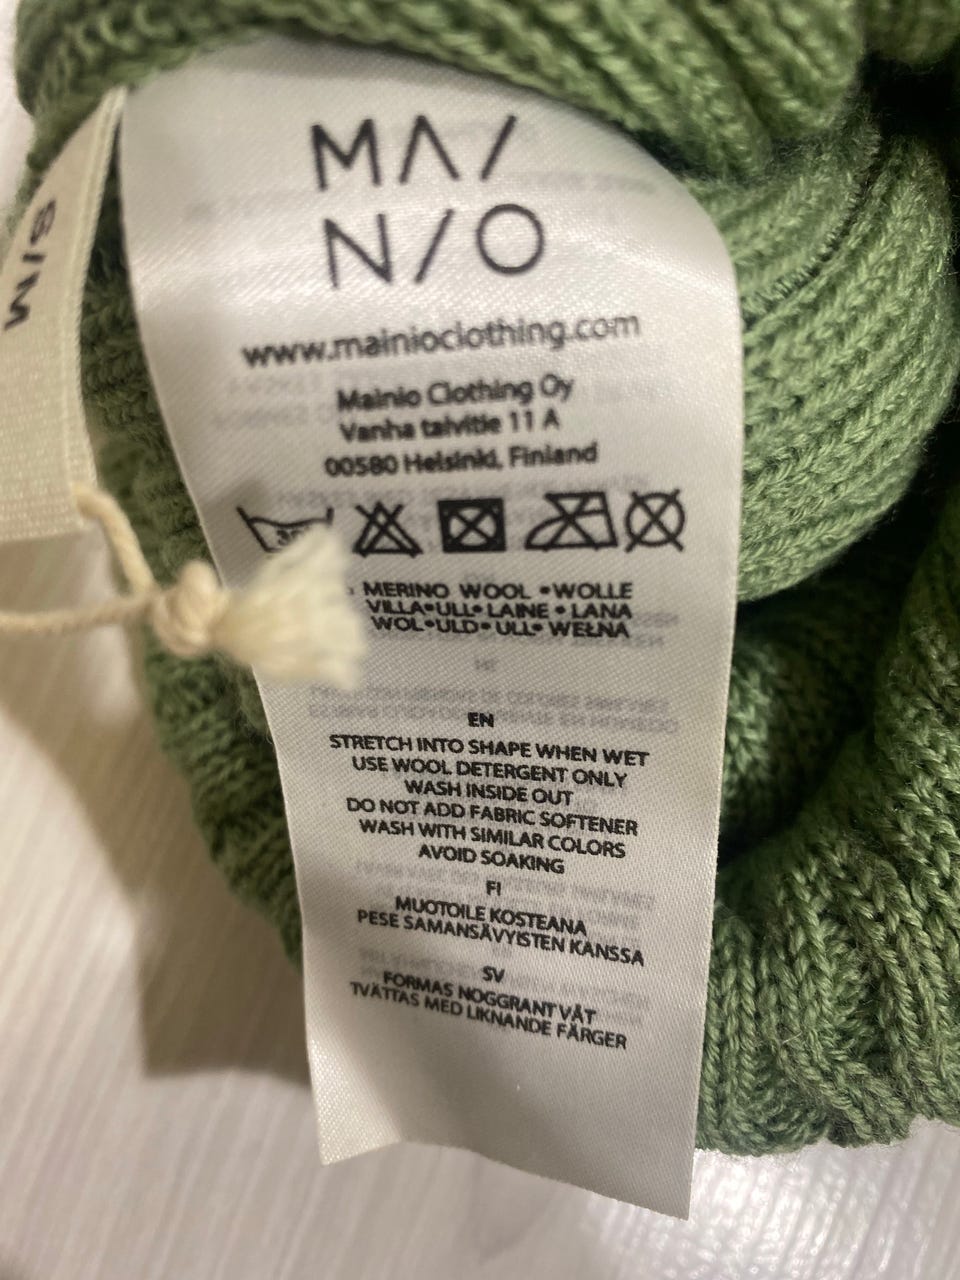 S/M
MAI
NIO
www.mainioclothing.com
Mainio Clothing Oy
Vanha talvitie 11 A
00580 Helsinki, Finland
MERINO WOOL •WOLLE
VILLA•ULL• LAINE • LANA
WOL•ULD• ULL• WEŁNA
EN
STRETCH INTO SHAPE WHEN WET
USE WOOL DETERGENT ONLY
WASH INSIDE OUT
DO NOT ADD FABRIC SOFTENER
WASH WITH SIMILAR COLORS
AVOID SOAKING
FI
MUOTOILE KOSTEANA
PESE SAMANSÄVYISTEN KANSSA
SV
FORMAS NOGGRANT VÅT
TVÄTTAS MED LIKNANDE FÄRGER